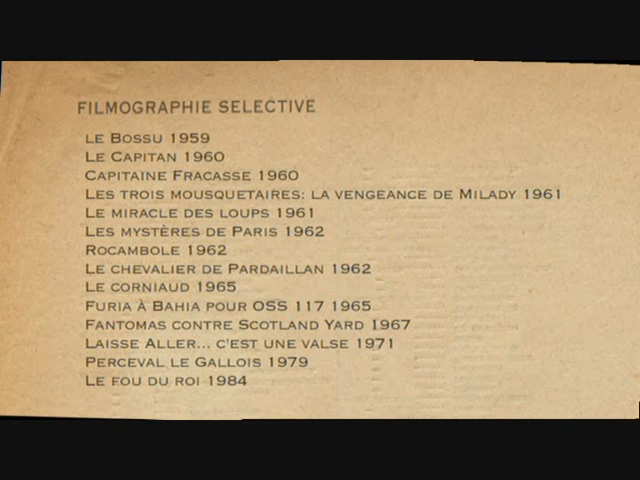 FILMOGRAPHIE SELECTIVE
LE BOSSU 1959
LE CAPITAN 1960
CAPITAINE FRACASSE 1960
LES TROIS MOUSQUETAIRES: LA VENGEANCE DE MILADY 1961
LE MIRACLE DES LOUPS 1961
LES MYSTÈRES DE PARIS 1962
ROCAMBOLE 1962
LE CHEVALIER DE PARDAILLAN 1962
LE CORNIAUD 1965
FURIA À BAHIA POUR OSS 117 1965
FANTOMAS CONTRE SCOTLAND YARD 1967
LAISSE ALLER... C'EST UNE VALSE 1971
PERCEVAL LE GALLOIS 1979
LE FOU DU ROI 1984